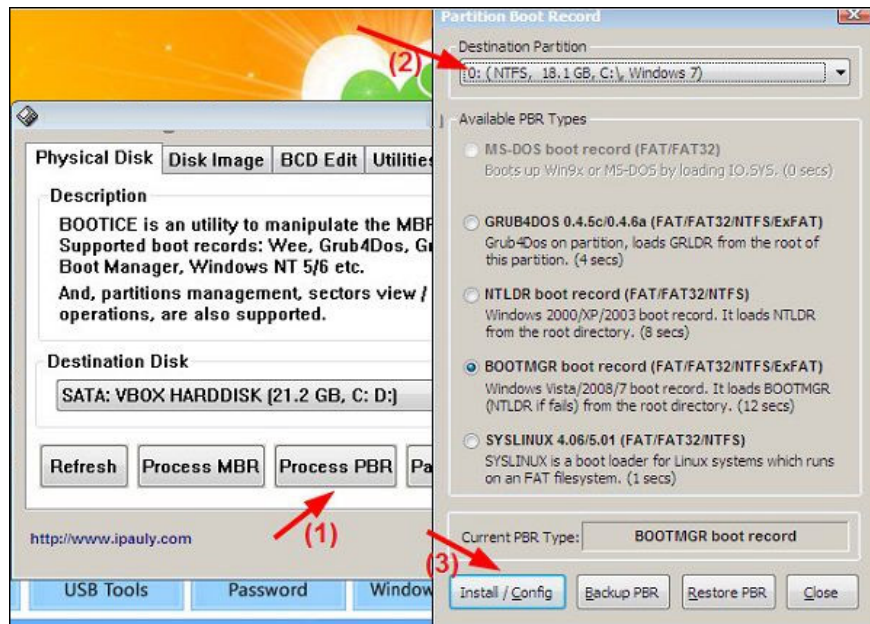 Physical Disk
Disk Image
BCD Edit
Utilities
Description
BOOTICE is an utility to manipulate the MBR
Supported boot records: Wee, Grub4Dos,
Boot Manager, Windows NT 5/6 etc.
And, partitions management, sectors view /
operations, are also supported.
Destination Disk
SATA: VBOX HARDDISK (21.2 GB, C: D:)
Refresh
Process MBR
Process PBR
Pa
(1)
http://www.ipauly.com
USB Tools
Password
Window
Partition Boot Record
Destination Partition
(2)
0: (NTFS, 18.1 GB, C:\, Windows 7)
Available PBR Types
MS-DOS boot record (FAT/FAT32)
Boots up Win9x or MS-DOS by loading IO.SYS. (0 secs)
GRUB4DOS 0.4.5c/0.4.6a (FAT/FAT32/NTFS/ExFAT)
Grub4Dos on partition, loads GRLDR from the root of
this partition. (4 secs)
NTLDR boot record (FAT/FAT32/NTFS)
Windows 2000/XP/2003 boot record. It loads NTLDR
from the root directory. (8 secs)
BOOTMGR boot record (FAT/FAT32/NTFS/ExFAT)
Windows Vista/2008/7 boot record. It loads BOOTMGR
(NTLDR if fails) from the root directory. (12 secs)
SYSLINUX 4.06/5.01 (FAT/FAT32/NTFS)
SYSLINUX is a boot loader for Linux systems which runs
on an FAT filesystem. (1 secs)
Current PBR Type:
BOOTMGR boot record
(3)
Install / Config
Backup PBR
Restore PBR
Close